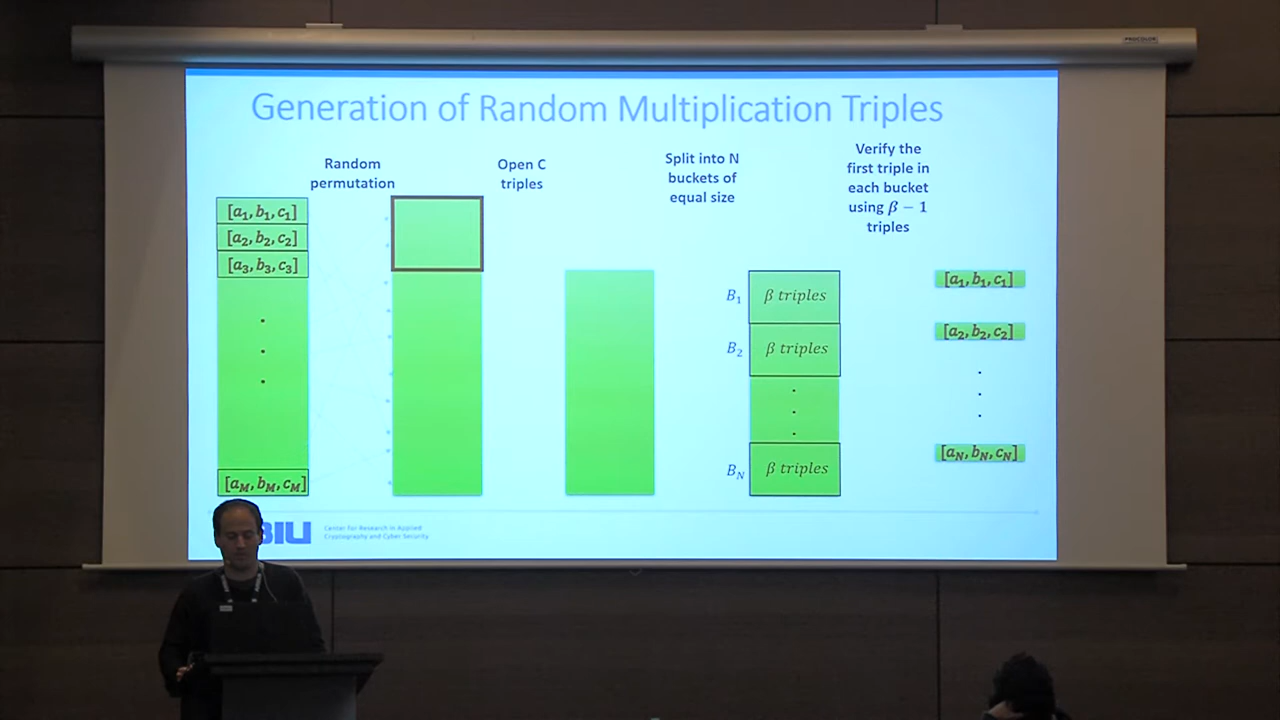 PROCOLOR
Generation of Random Multiplication Triples
Random
permutation
Open C
triples
Split into N
buckets of
equal size
Verify the
first triple in
each bucket
using β − 1
triples
[a₁, b₁, c₁]
[a₂, b₂, c₂]
[a₃, b₃, c₃]
.
.
.
[a_M, b_M, c_M]
B₁ β triples
B₂ β triples
.
.
.
B_N β triples
[a₁, b₁, c₁]
[a₂, b₂, c₂]
.
.
.
[a_N, b_N, c_N]
BIU
Center for Research in Applied
Cryptography and Cyber Security